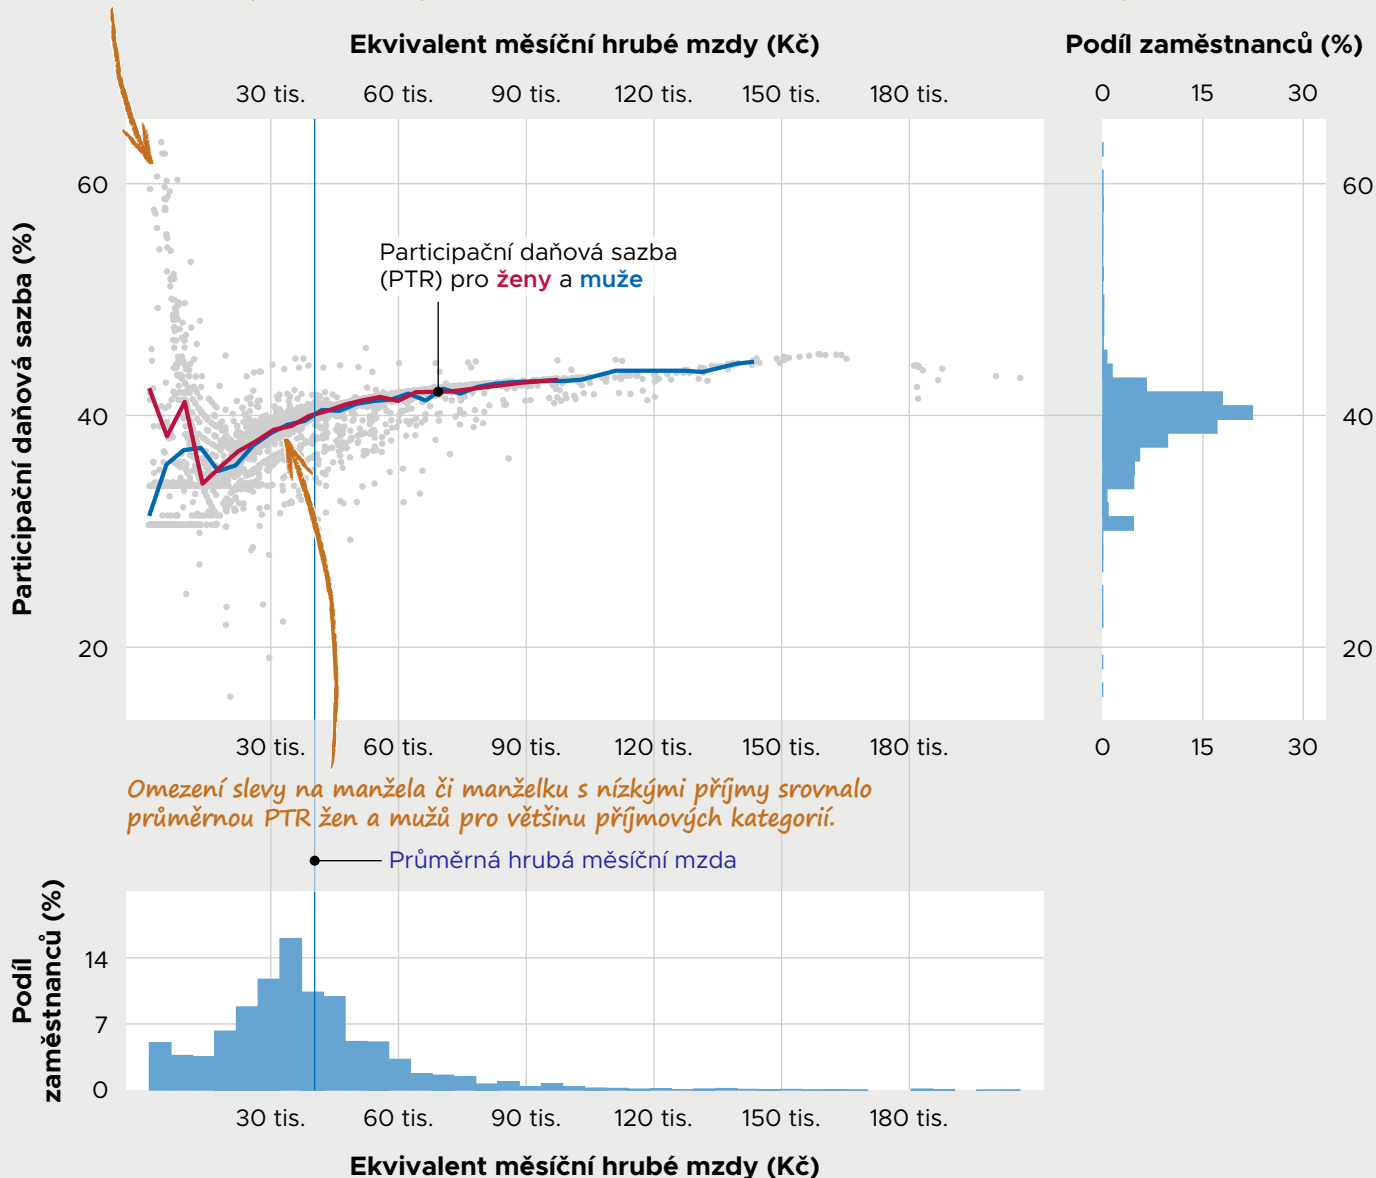 Ekvivalent měsíční hrubé mzdy (Kč)
Podíl zaměstnanců (%)
30 tis. 60 tis. 90 tis. 120 tis. 150 tis. 180 tis.
0 15 30
Participační daňová sazba (%)
60
40
20
60
40
20
Participační daňová sazba
(PTR) pro ženy a muže
30 tis. 60 tis. 90 tis. 120 tis. 150 tis. 180 tis.
0 15 30
Omezení slevy na manžela či manželku s nízkými příjmy srovnalo
průměrnou PTR žen a mužů pro většinu příjmových kategorií.
Průměrná hrubá měsíční mzda
Podíl
zaměstnanců (%)
14
7
0
30 tis. 60 tis. 90 tis. 120 tis. 150 tis. 180 tis.
Ekvivalent měsíční hrubé mzdy (Kč)